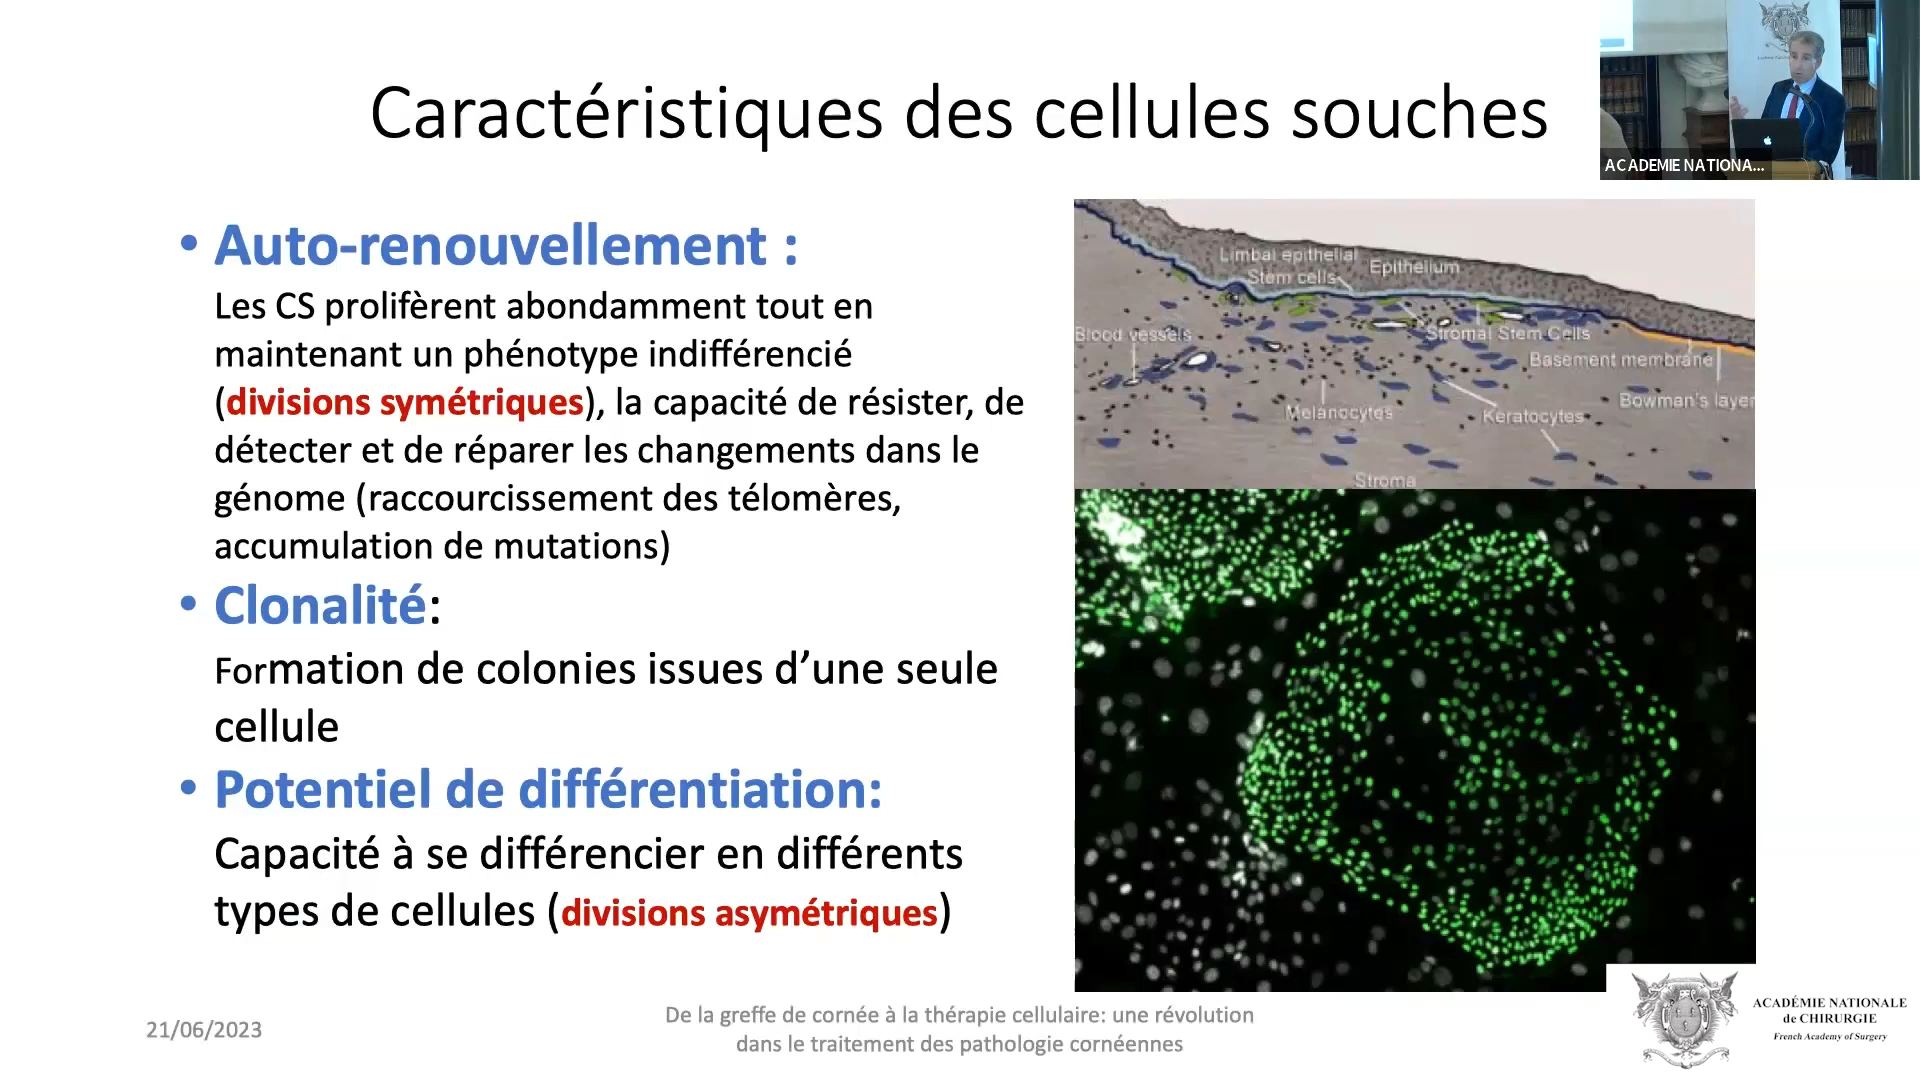 Caractéristiques des cellules souches
ACADEMIE NATIONA...
• Auto-renouvellement :
Les CS prolifèrent abondamment tout en
maintenant un phénotype indifférencié
(divisions symétriques), la capacité de résister, de
détecter et de réparer les changements dans le
génome (raccourcissement des télomères,
accumulation de mutations)
• Clonalité:
Formation de colonies issues d’une seule
cellule
• Potentiel de différentiation:
Capacité à se différencier en différents
types de cellules (divisions asymétriques)
Limbal epithelial
Stem cells
Epithelium
Blood vessels
Stromal Stem Cells
Basement membrane
Bowman's layer
Melanocytes
Keratocytes
Stroma
21/06/2023
De la greffe de cornée à la thérapie cellulaire: une révolution
dans le traitement des pathologie cornéennes
ACADÉMIE NATIONALE
de CHIRURGIE
French Academy of Surgery